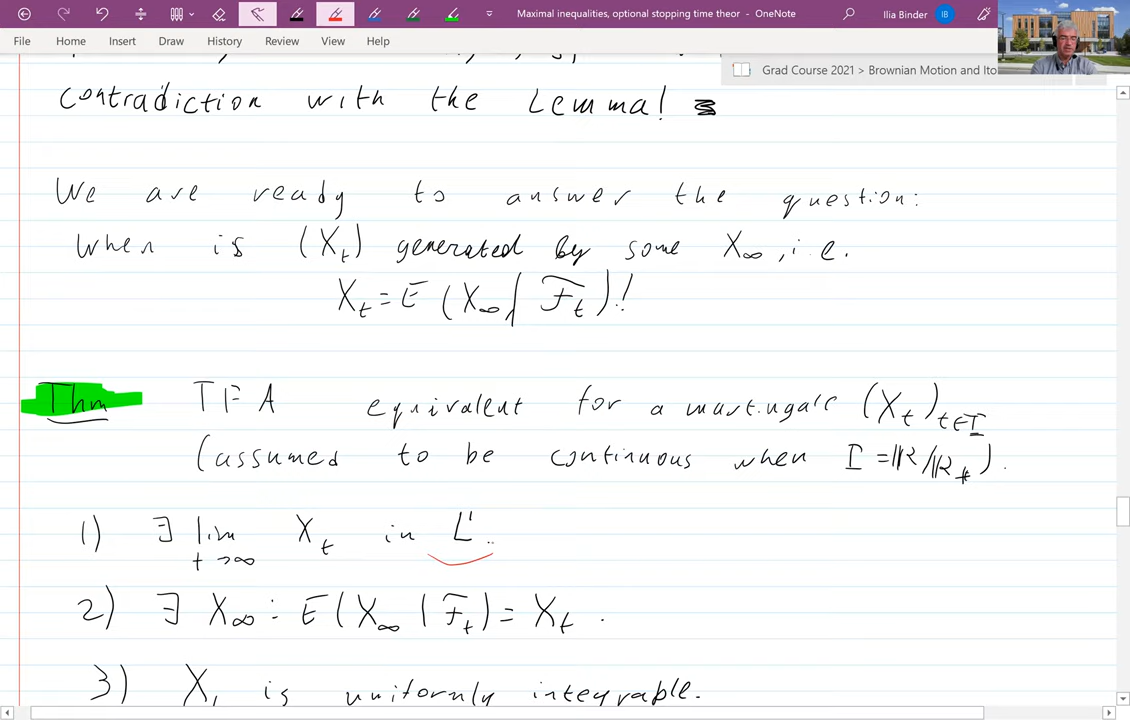 Maximal inequalities, optional stopping time theor - OneNote
Ilia Binder
IB
File Home Insert Draw History Review View Help
Grad Course 2021 > Brownian Motion and Ito
contradiction with the Lemma!
We are ready to answer the question:
When is (X_t) generated by some X_∞, i.e.
X_t = E (X_∞ | F_t)!
Thm TFA equivalent for a martingale (X_t)_{t∈I}
(assumed to be continuous when I = ℝ/ℝ_+).
1) ∃ lim_{t→∞} X_t in L¹.
2) ∃ X_∞ : E(X_∞ | F_t) = X_t.
3) X_t is uniformly integrable.